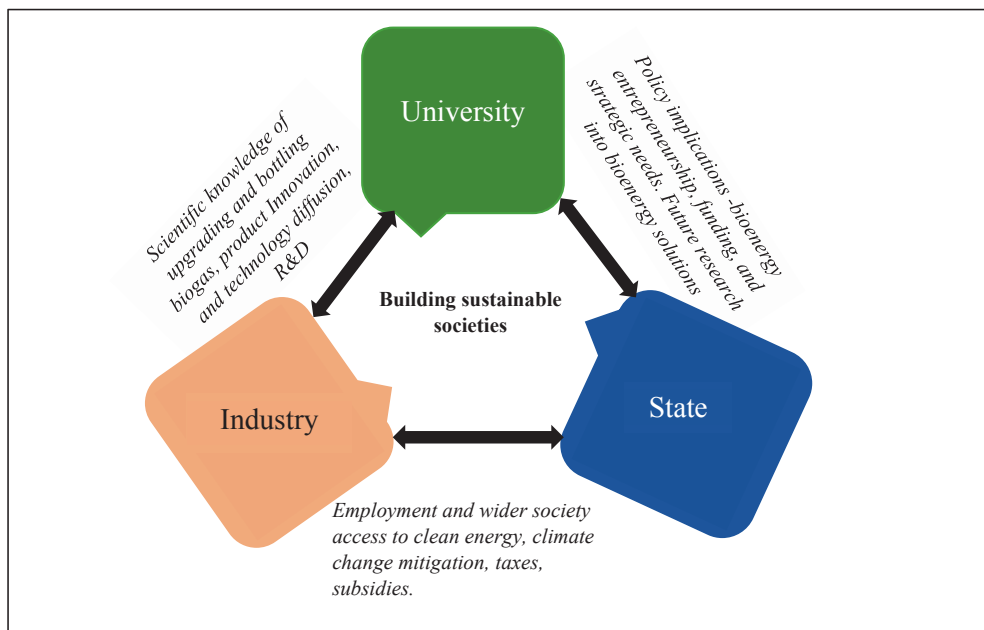 University
Scientific knowledge of
upgrading and bottling
biogas, product Innovation,
and technology diffusion,
R&D
Policy implications -bioenergy
entrepreneurship, funding, and
strategic needs. Future research
into bioenergy solutions
Building sustainable
societies
Industry
State
Employment and wider society
access to clean energy, climate
change mitigation, taxes,
subsidies.